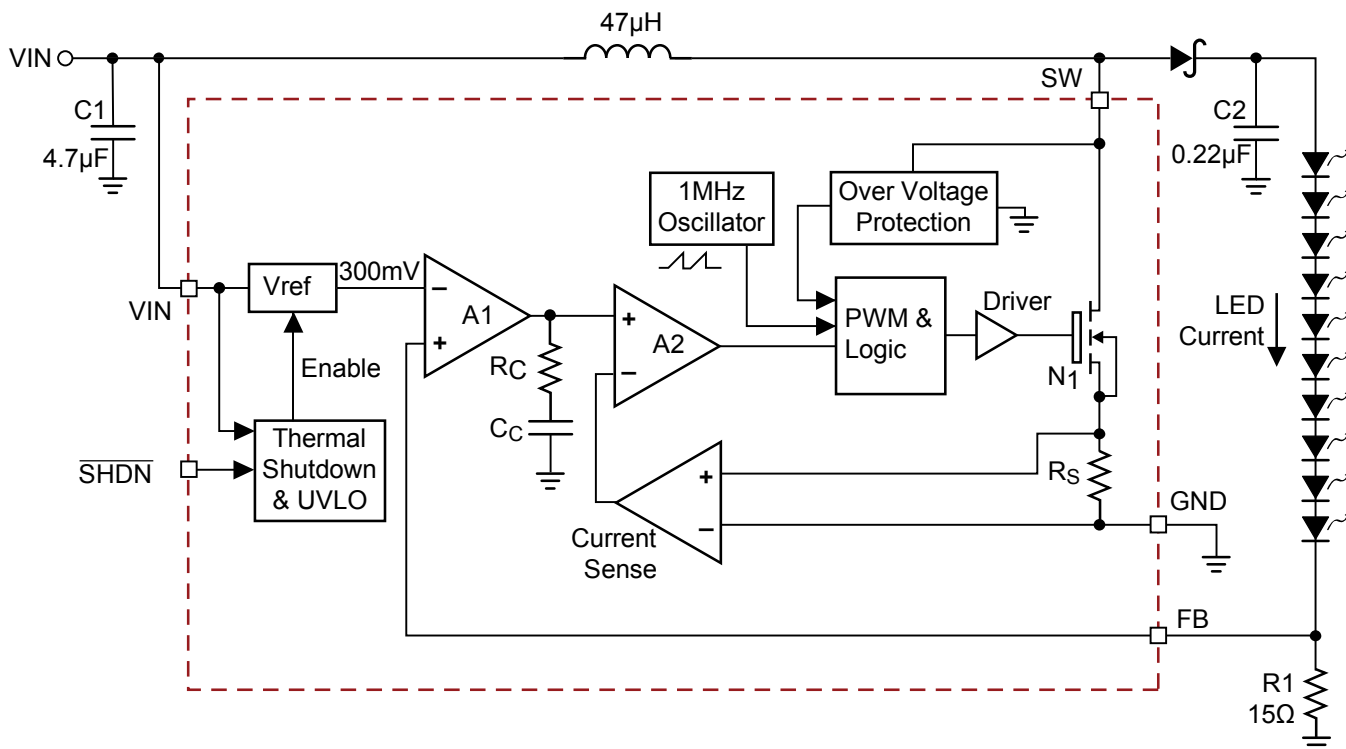 47µH
VIN
SW
C1
4.7µF
C2
0.22µF
1MHz
Oscillator
Over Voltage
Protection
Vref
300mV
VIN
A1
Enable
A2
PWM &
Logic
Driver
N1
LED
Current
RC
CC
Thermal
Shutdown
& UVLO
SHDN
RS
GND
Current
Sense
FB
R1
15Ω